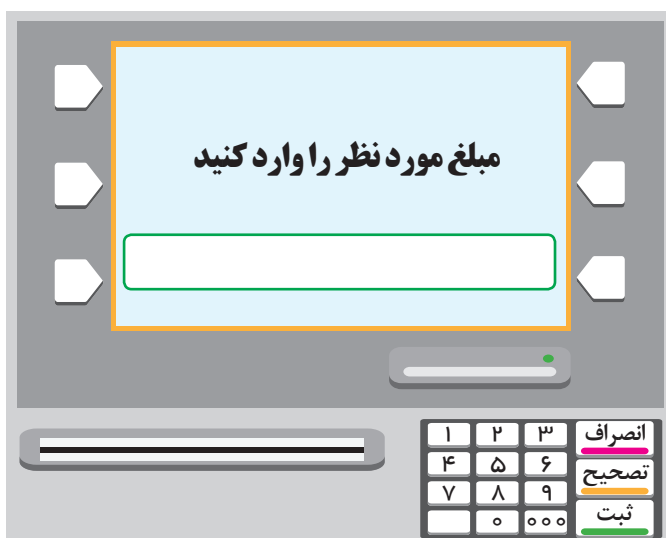 مبلغ مورد نظر را وارد کنید
۱ ۲ ۳ انصراف
۴ ۵ ۶ تصحیح
۷ ۸ ۹
۰ ۰۰۰ ثبت